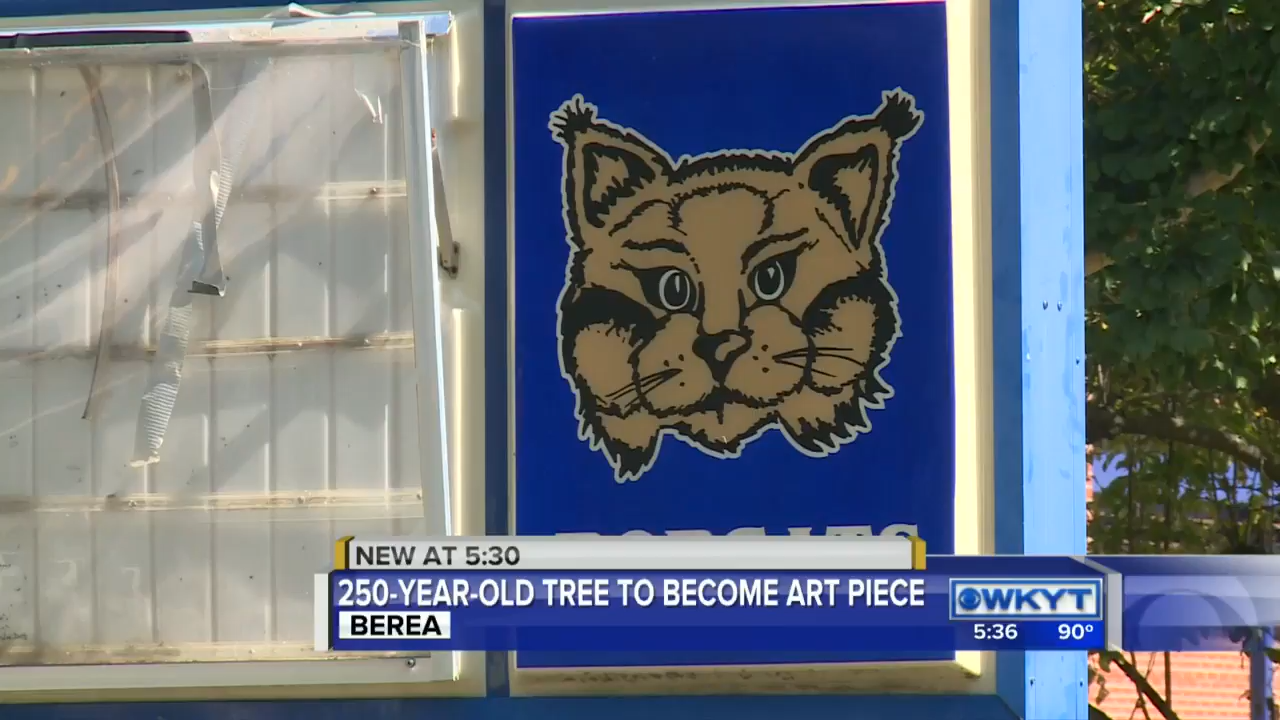 NEW AT 5:30
250-YEAR-OLD TREE TO BECOME ART PIECE
BEREA
WKYT
5:36 90°